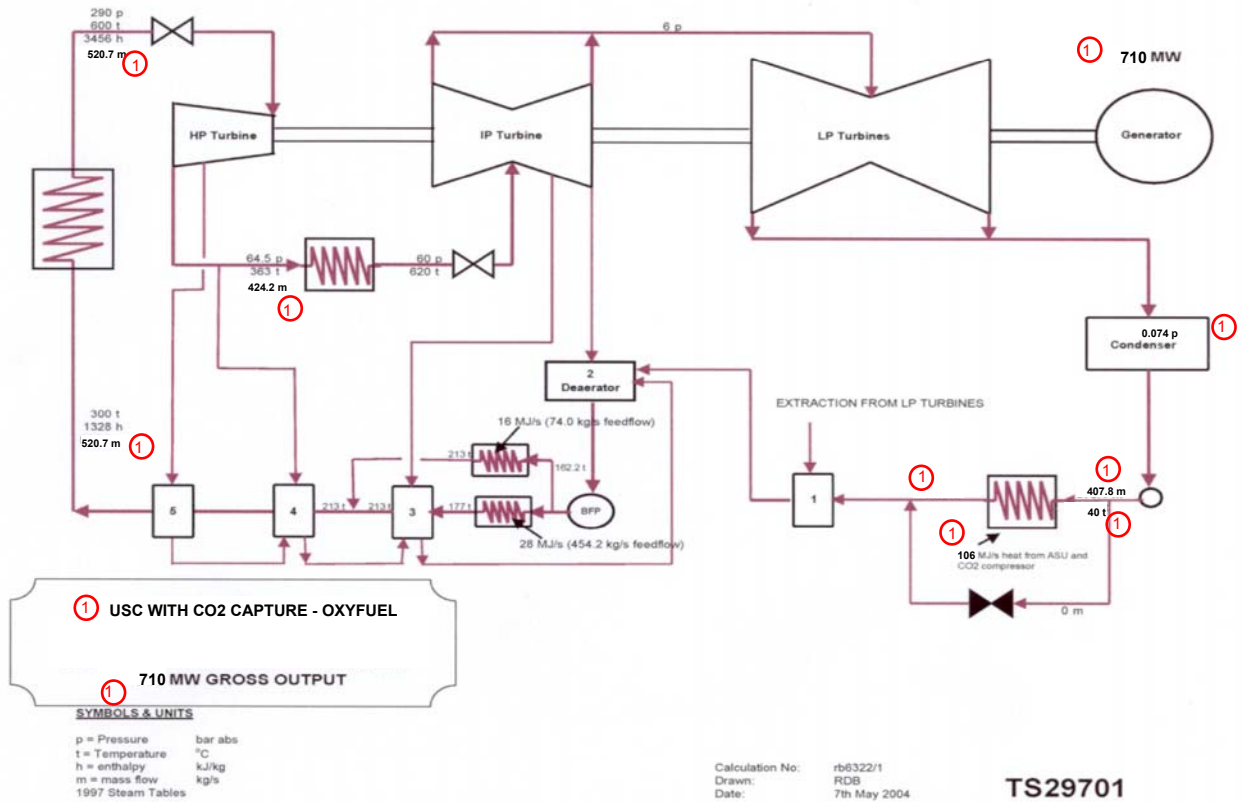 290 p
600 t
3456 h
520.7 m
1
6 p
1
710 MW
HP Turbine
IP Turbine
LP Turbines
Generator
64.5 p
363 t
424.2 m
1
60 p
620 t
0.074 p
Condenser
1
2
Deaerator
EXTRACTION FROM LP TURBINES
300 t
1328 h
520.7 m
1
16 MJ/s (74.0 kg/s feedflow)
213 t
162.2 t
5
4
213 t
213 t
3
177 t
BFP
28 MJ/s (454.2 kg/s feedflow)
1
1
1
407.8 m
40 t
1
1
106 MJ/s heat from ASU and
CO2 compressor
0 m
1
USC WITH CO2 CAPTURE - OXYFUEL
710 MW GROSS OUTPUT
1
SYMBOLS & UNITS
p = Pressure bar abs
t = Temperature °C
h = enthalpy kJ/kg
m = mass flow kg/s
1997 Steam Tables
Calculation No: rb6322/1
Drawn: RDB
Date: 7th May 2004
TS29701